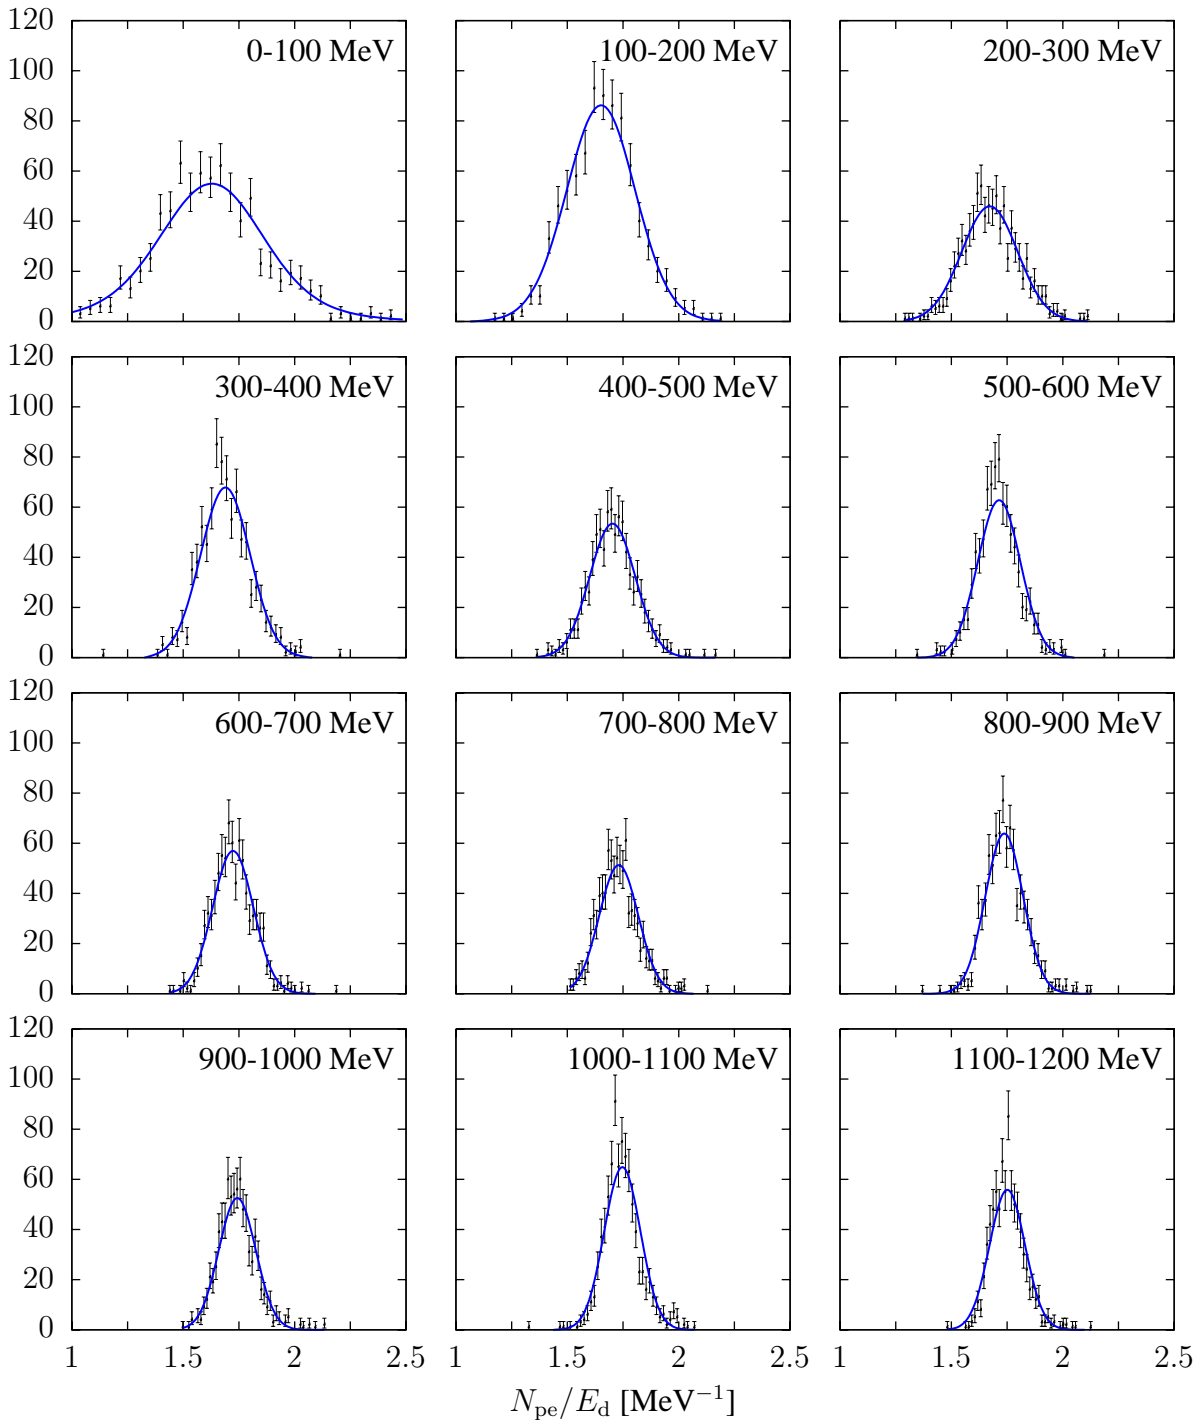 120
100
80
60
40
20
0
0-100 MeV
100-200 MeV
200-300 MeV
120
100
80
60
40
20
0
300-400 MeV
400-500 MeV
500-600 MeV
120
100
80
60
40
20
0
600-700 MeV
700-800 MeV
800-900 MeV
120
100
80
60
40
20
0
900-1000 MeV
1000-1100 MeV
1100-1200 MeV
1 1.5 2 2.5 1 1.5 2 2.5 1 1.5 2 2.5
N_pe/E_d [MeV⁻¹]